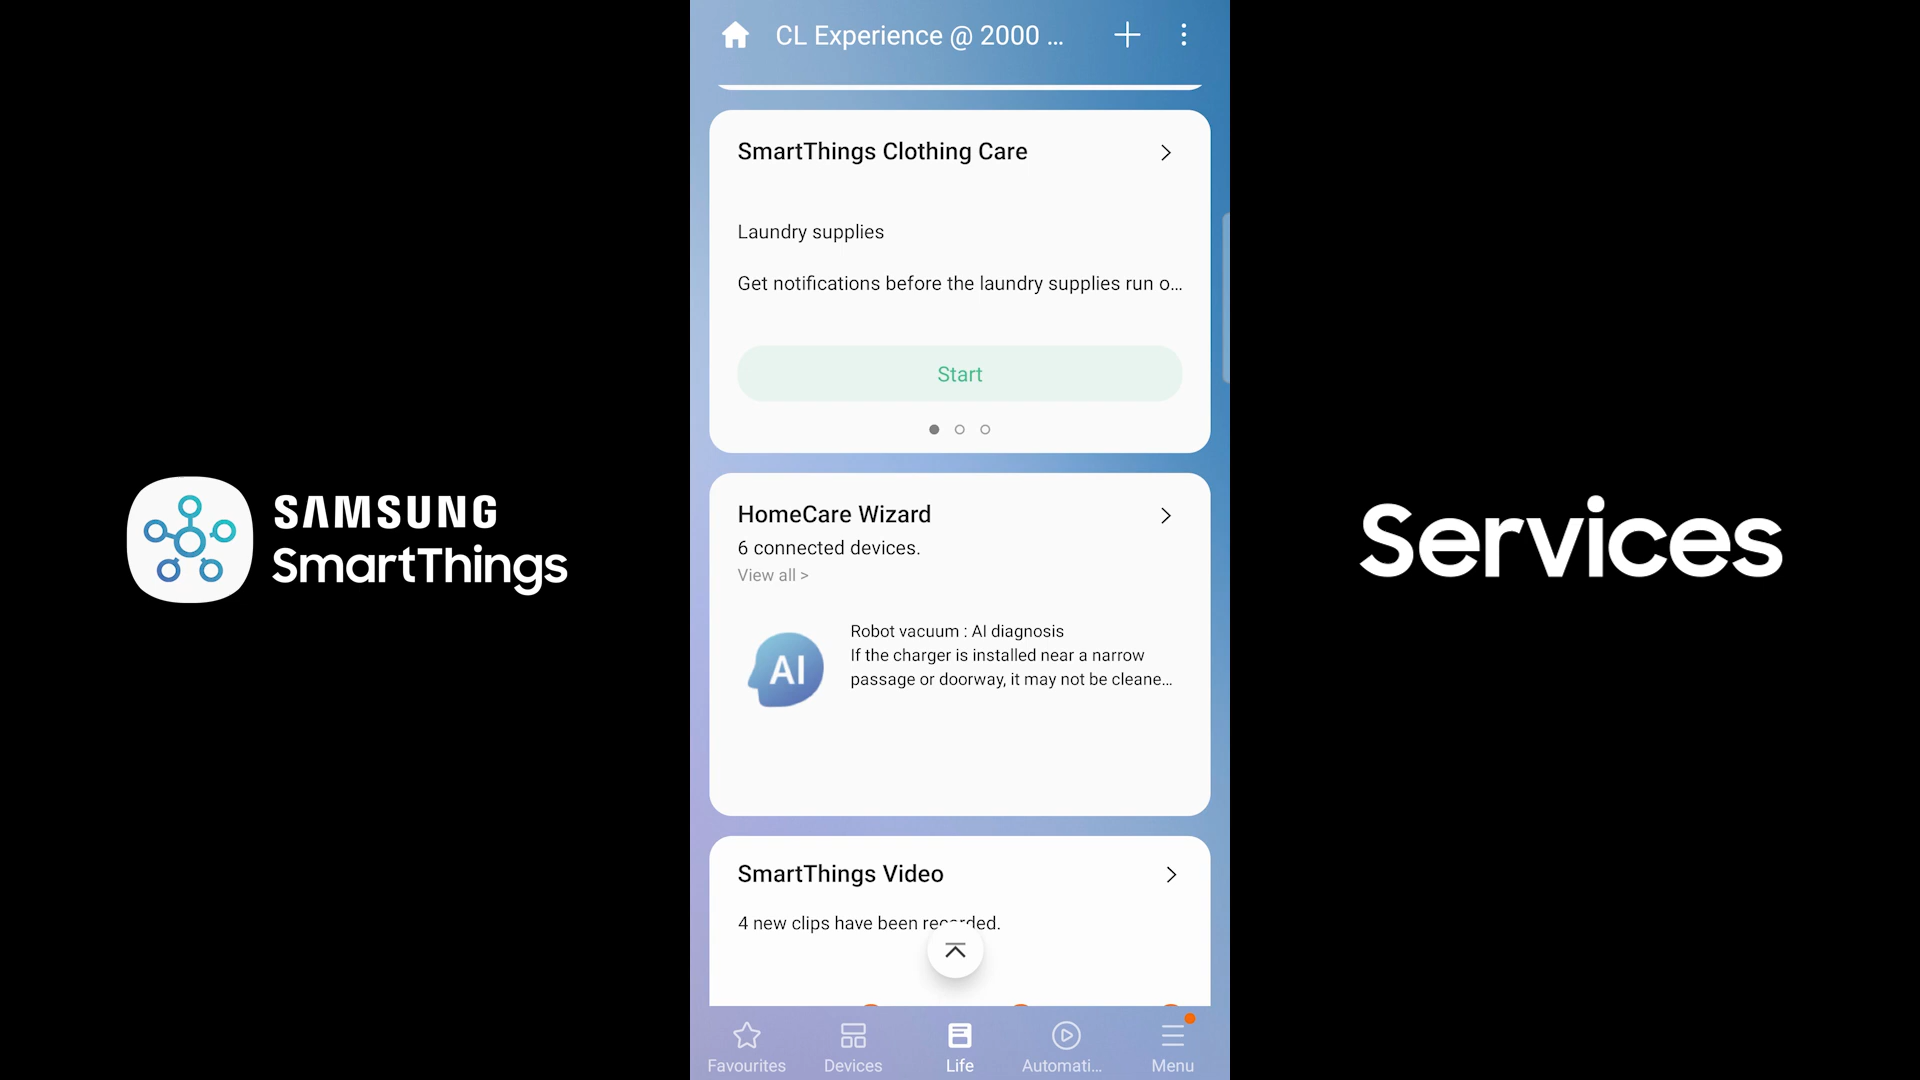 CL Experience @ 2000 ...
SmartThings Clothing Care
Laundry supplies
Get notifications before the laundry supplies run o...
Start
HomeCare Wizard
6 connected devices.
View all >
AI
Robot vacuum : AI diagnosis
If the charger is installed near a narrow
passage or doorway, it may not be cleane...
SmartThings Video
4 new clips have been recorded.
Favourites
Devices
Life
Automati...
Menu
SAMSUNG
SmartThings
Services